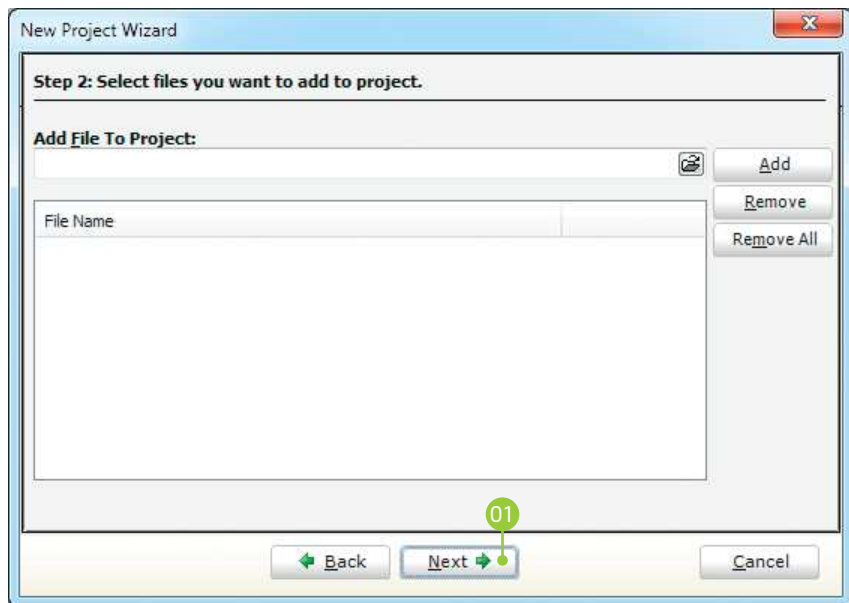 New Project Wizard
Step 2: Select files you want to add to project.
Add File To Project:
Add
Remove
File Name
Remove All
01
Back
Next
Cancel